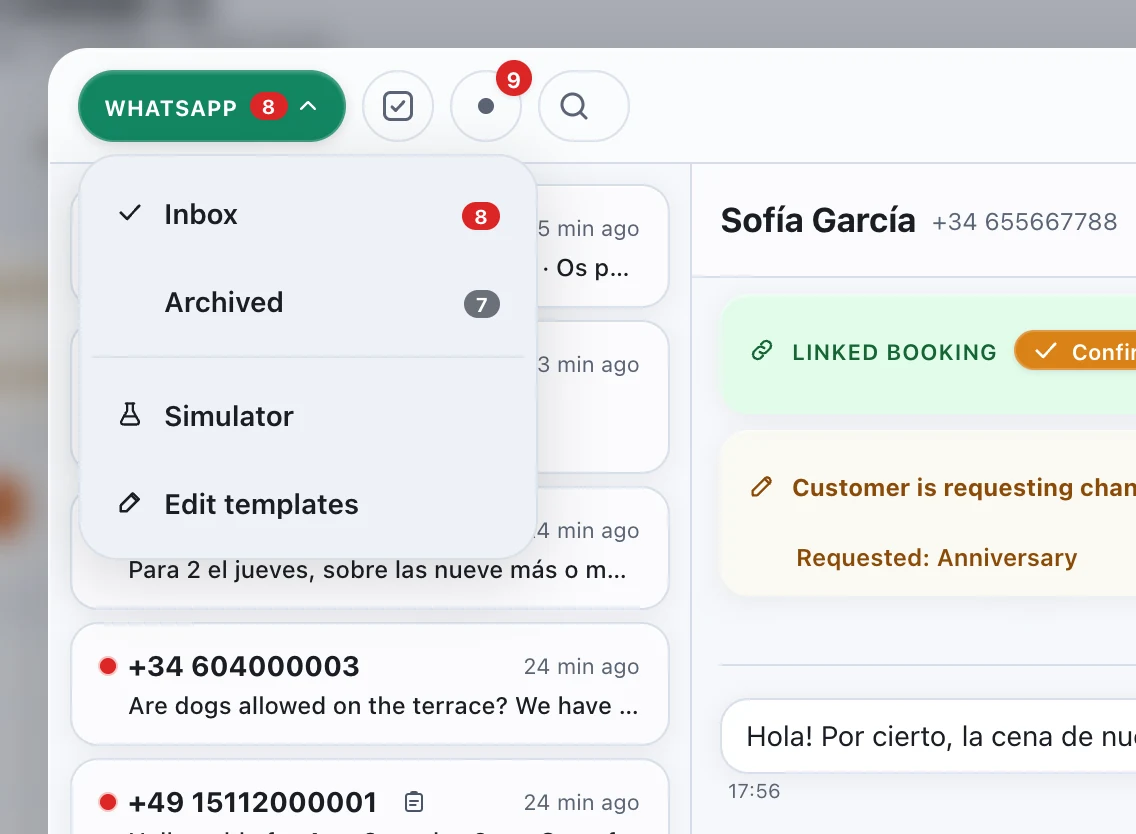 WHATSAPP 8
9
Inbox 8
Archived 7
Simulator
Edit templates
5 min ago
· Os p...
3 min ago
4 min ago
Para 2 el jueves, sobre las nueve más o m...
+34 604000003 24 min ago
Are dogs allowed on the terrace? We have ...
+49 15112000001 24 min ago
Sofía García +34 655667788
LINKED BOOKING
Customer is requesting
Requested: Anniversary
Hola! Por cierto, la cena de
17:56